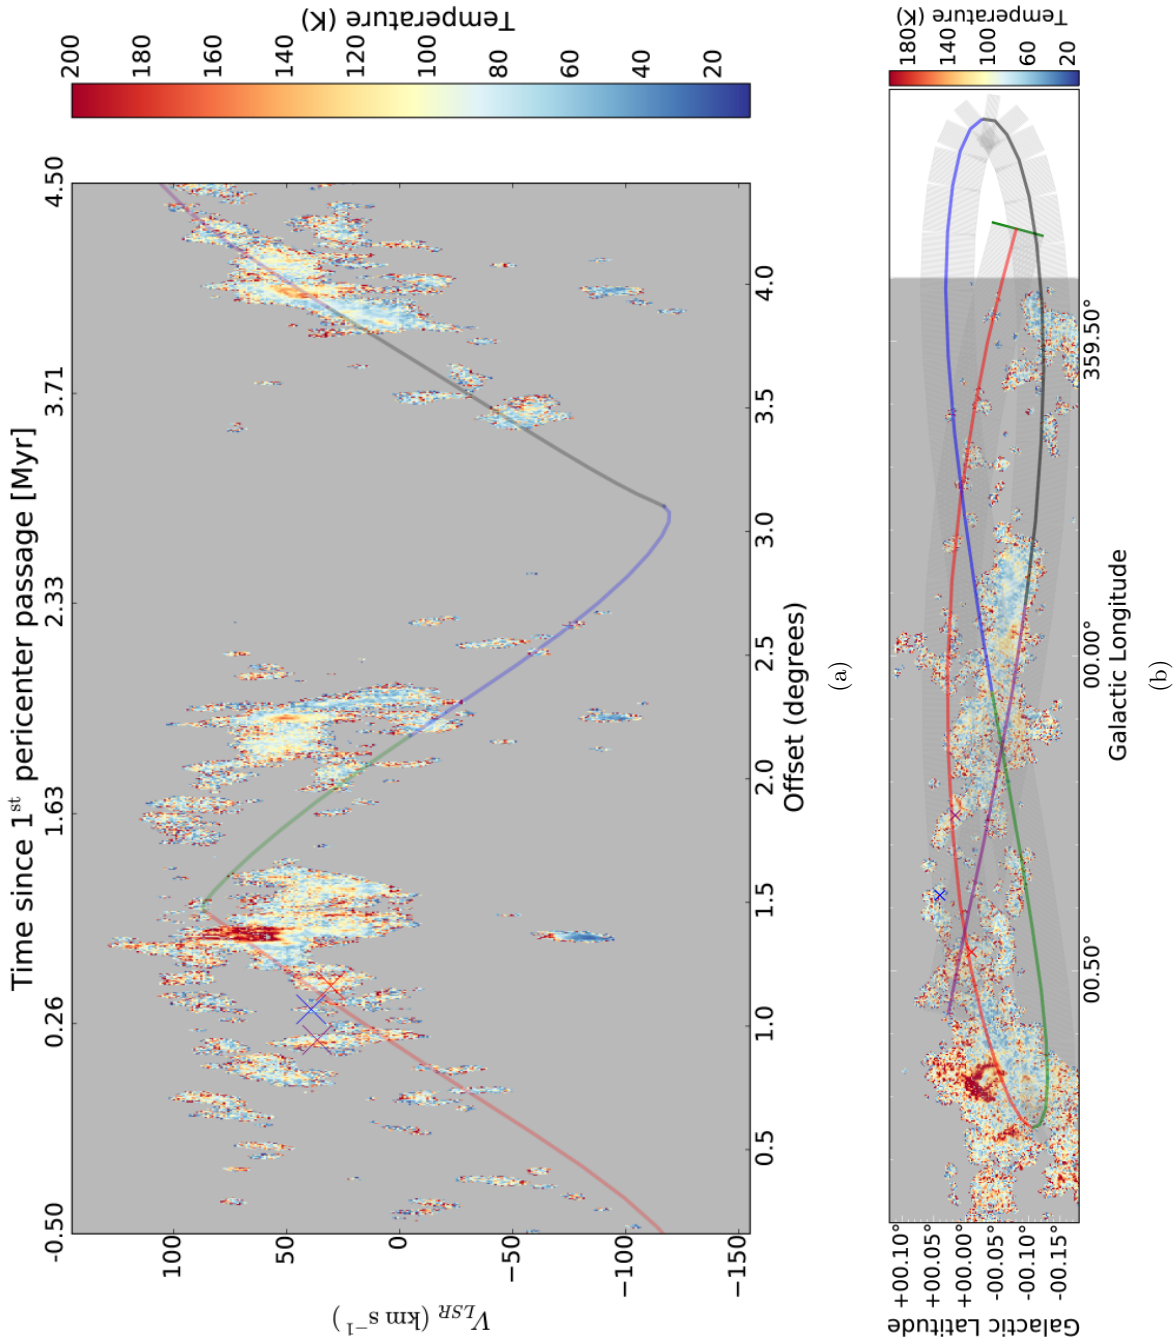 Time since 1st pericenter passage [Myr]
-0.50 0.26 1.63 2.33 3.71 4.50
100
50
0
−50
−100
−150
V_LSR (km s−1)
0.5 1.0 1.5 2.0 2.5 3.0 3.5 4.0
Offset (degrees)
200
180
160
140
120
100
80
60
40
20
Temperature (K)
(a)
+00.10°
+00.05°
+00.00°
-00.05°
-00.10°
-00.15°
Galactic Latitude
00.50° 00.00° 359.50°
Galactic Longitude
180
140
100
60
20
Temperature (K)
(b)